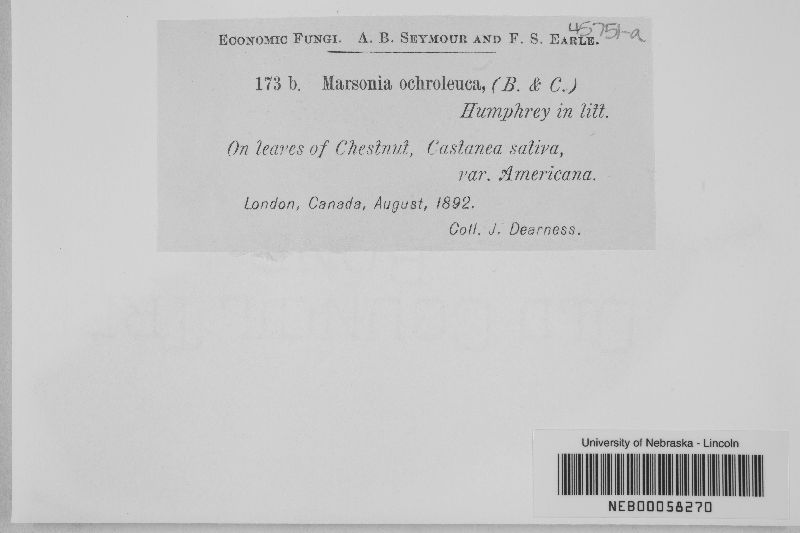 45751-a
ECONOMIC FUNGI. A. B. SEYMOUR AND F. S. EARLE.
173 b. Marsonia ochroleuca, (B. & C.)
Humphrey in litt.
On leaves of Chestnut, Castanea sativa,
var. Americana.
London, Canada, August, 1892.
Coll. J. Dearness.
University of Nebraska - Lincoln
NEB00058270